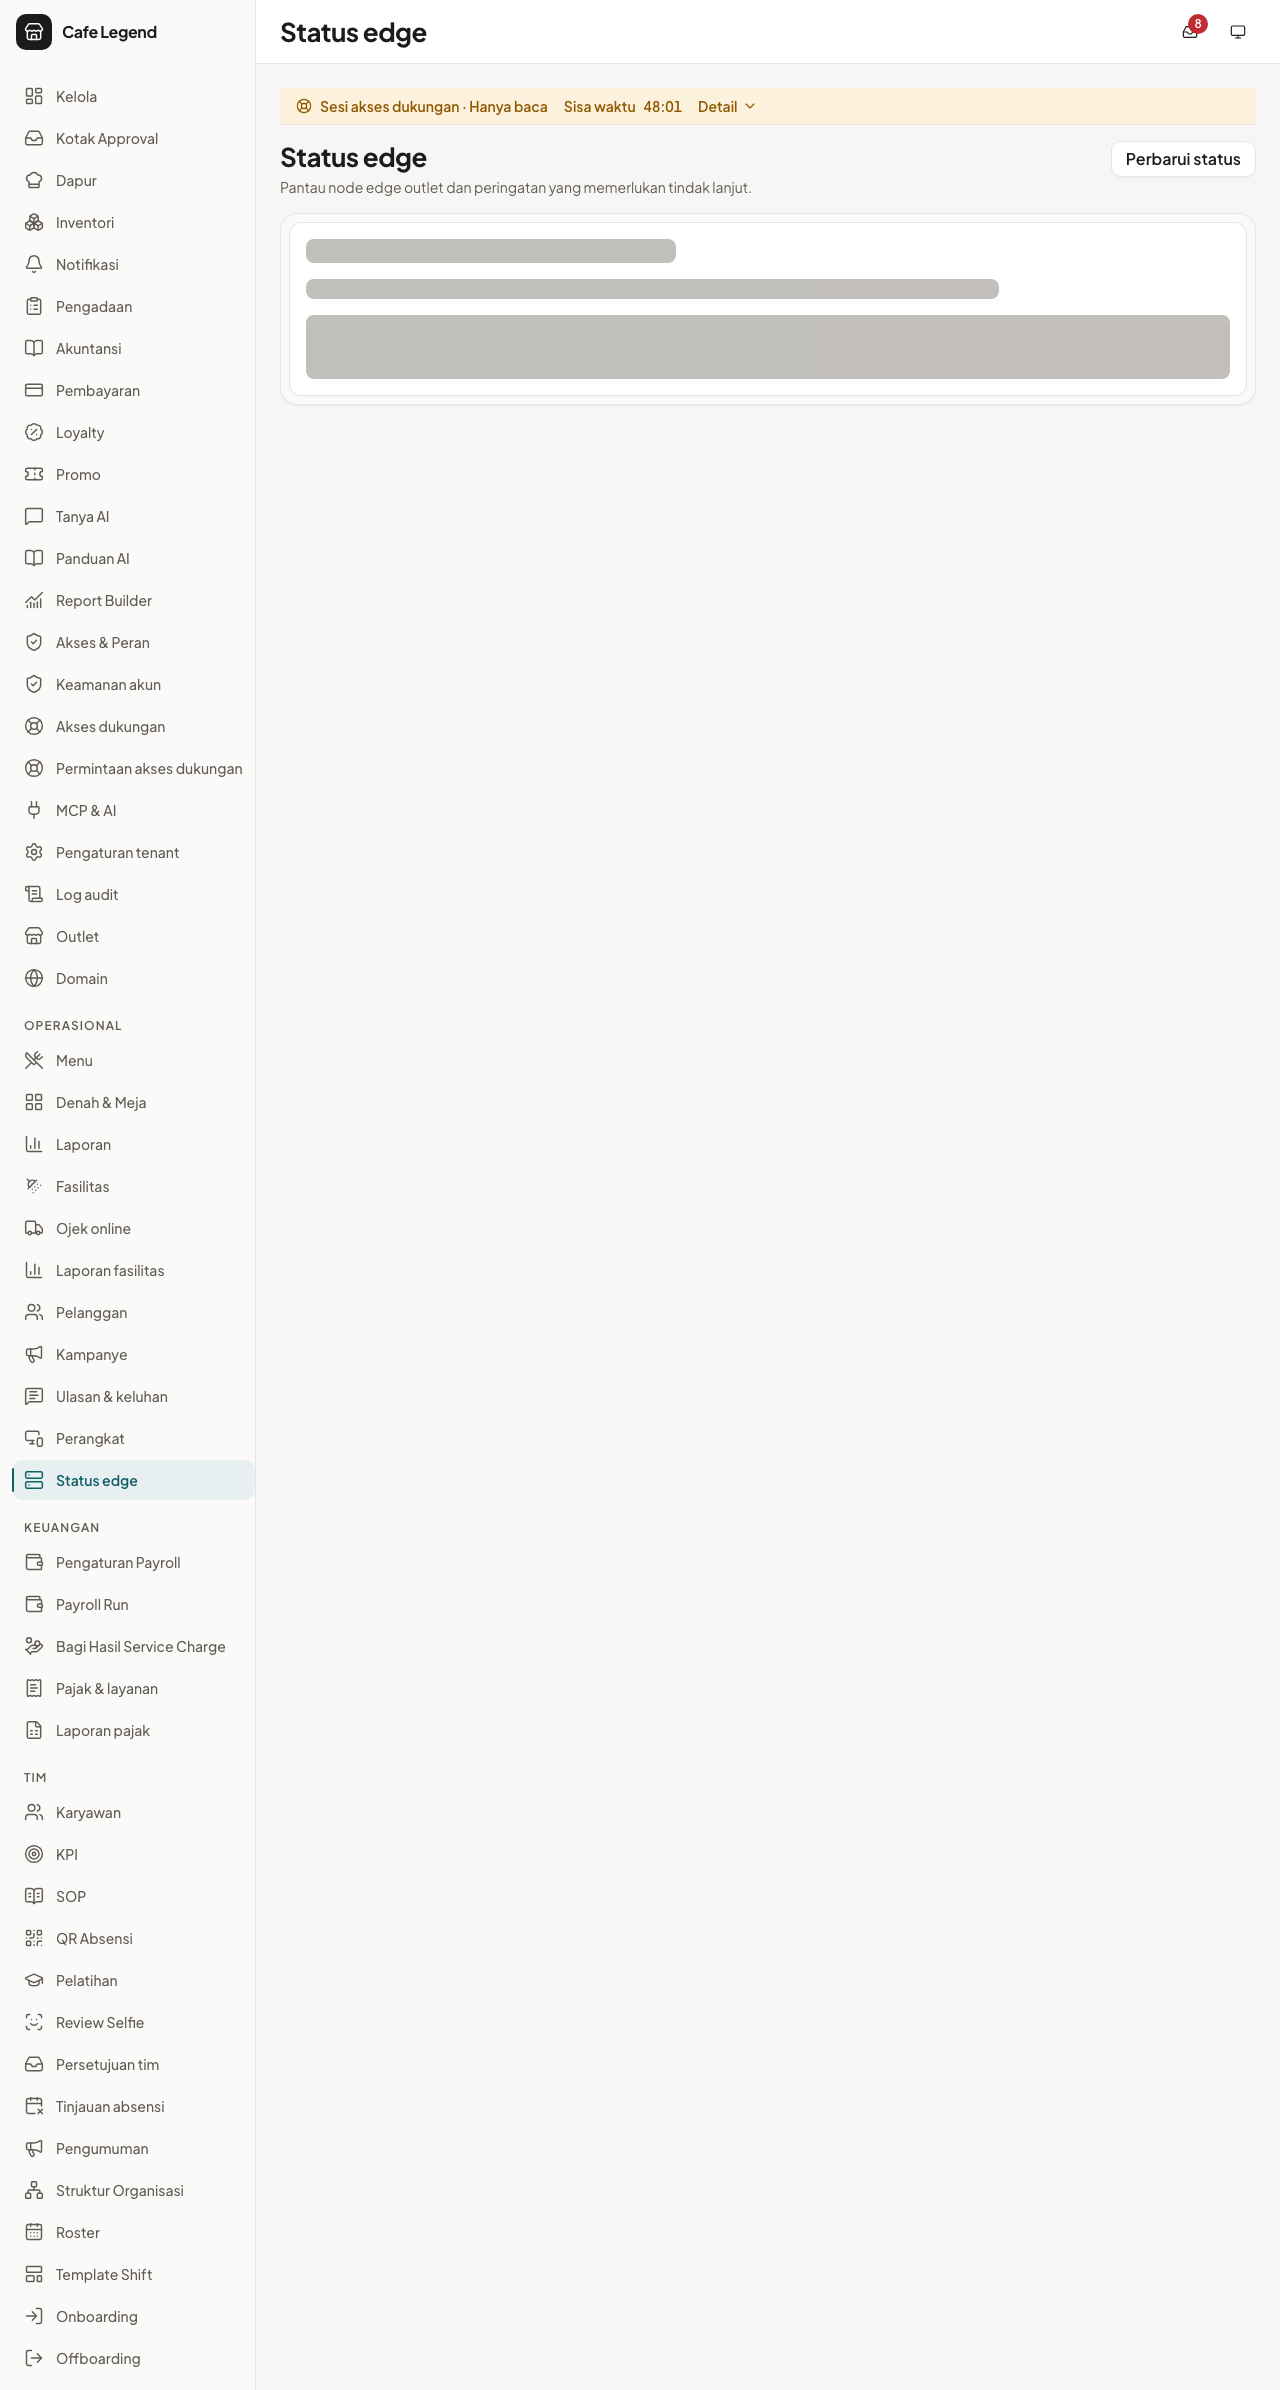 Cafe Legend
Status edge
8
Kelola
Kotak Approval
Dapur
Inventori
Notifikasi
Pengadaan
Akuntansi
Pembayaran
Loyalty
Promo
Tanya AI
Panduan AI
Report Builder
Akses & Peran
Keamanan akun
Akses dukungan
Permintaan akses dukungan
MCP & AI
Pengaturan tenant
Log audit
Outlet
Domain
OPERASIONAL
Menu
Denah & Meja
Laporan
Fasilitas
Ojek online
Laporan fasilitas
Pelanggan
Kampanye
Ulasan & keluhan
Perangkat
Status edge
KEUANGAN
Pengaturan Payroll
Payroll Run
Bagi Hasil Service Charge
Pajak & layanan
Laporan pajak
TIM
Karyawan
KPI
SOP
QR Absensi
Pelatihan
Review Selfie
Persetujuan tim
Tinjauan absensi
Pengumuman
Struktur Organisasi
Roster
Template Shift
Onboarding
Offboarding
Sesi akses dukungan · Hanya baca Sisa waktu 48:01 Detail
Status edge
Perbarui status
Pantau node edge outlet dan peringatan yang memerlukan tindak lanjut.